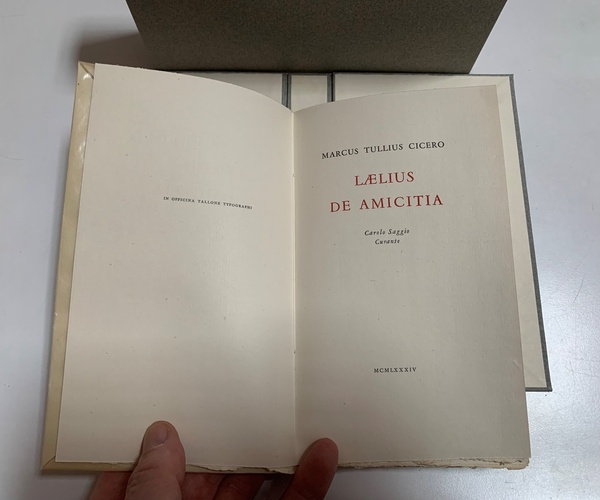 IN OFFICINA TALLONE TYPOGRAPHI
MARCUS TULLIUS CICERO
LÆLIUS
DE AMICITIA
Carolo Saggio
Curante
MCMLXXXIV